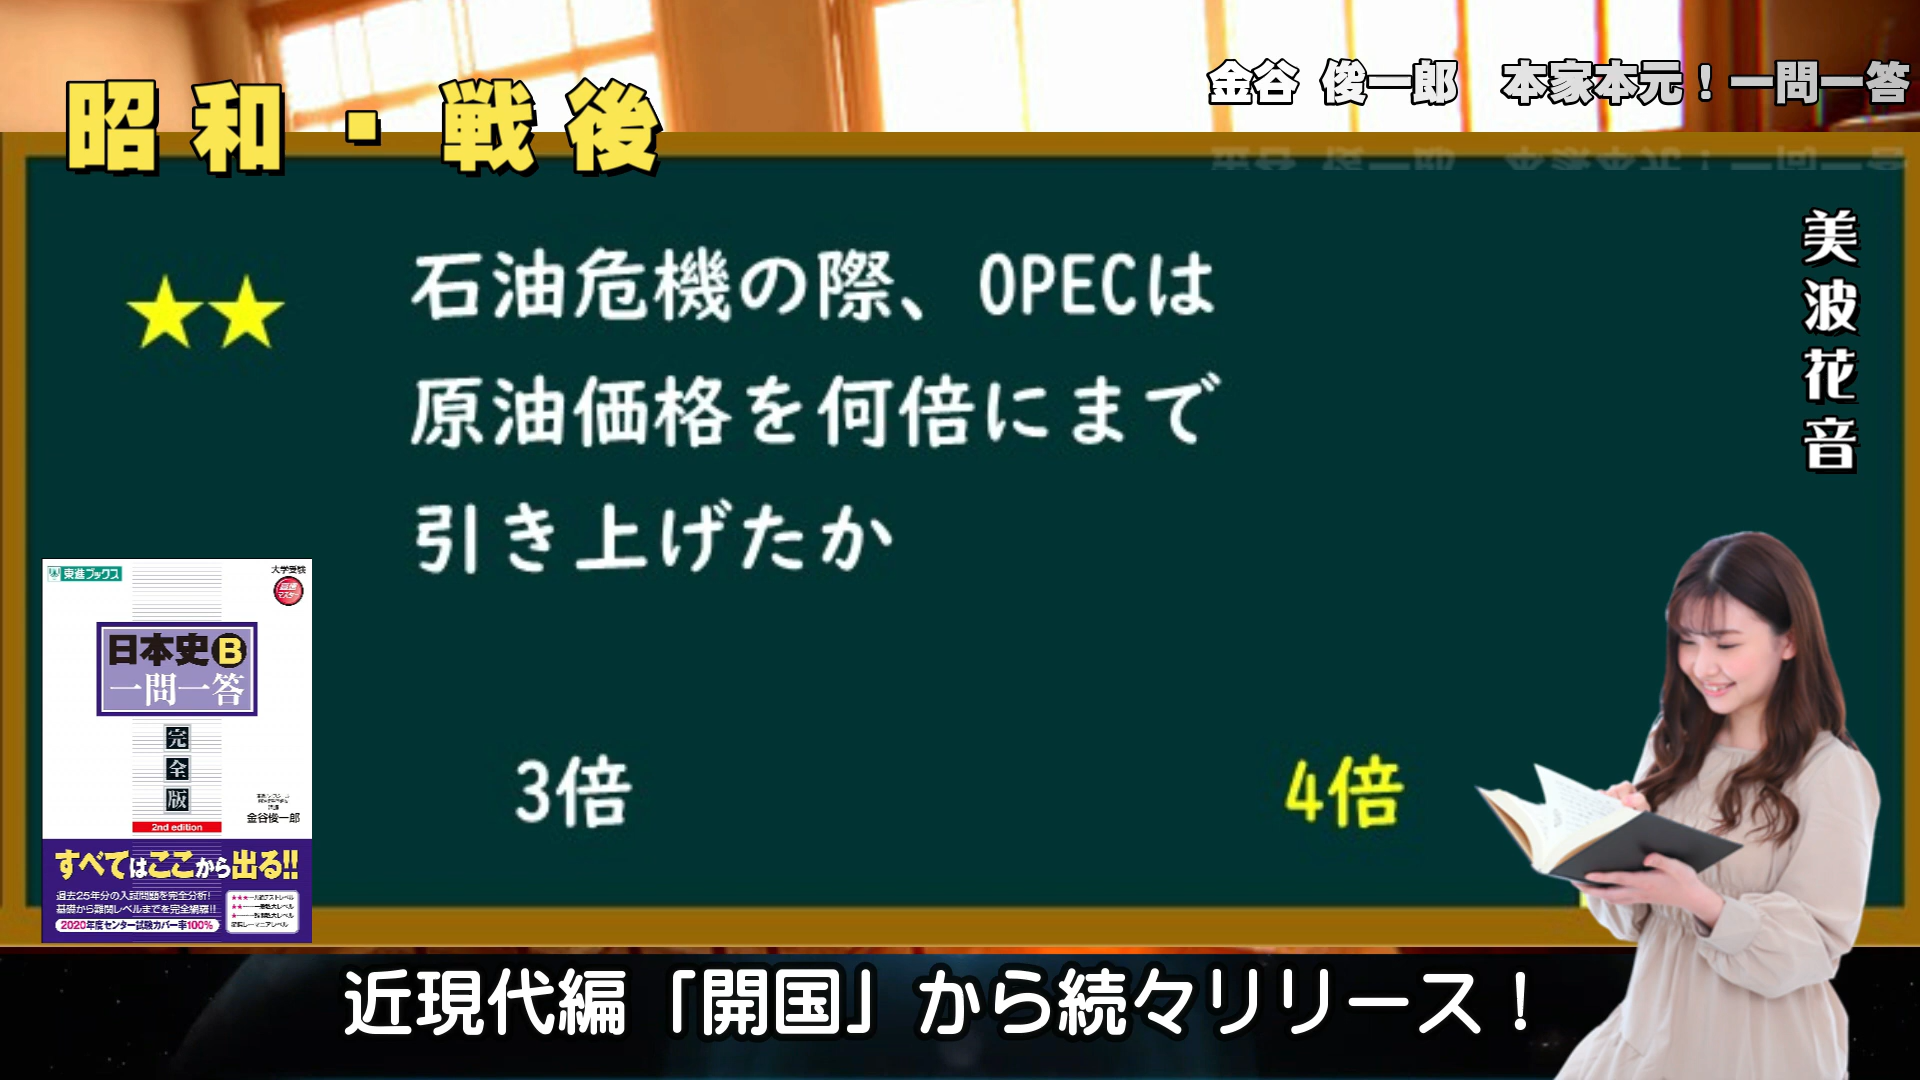 昭和・戦後
金谷 俊一郎 本家本元！一問一答
美波花音
★★
石油危機の際、OPECは
原油価格を何倍にまで
引き上げたか
3倍
4倍
東進ブックス
大学受験
日本史B
一問一答
完全版
2nd edition
金谷俊一郎
すべてはここから出る!!
過去25年分の入試問題を完全分析!
基礎から難関レベルまでを完全網羅!!
2020年度センター試験カバー率100%
近現代編「開国」から続々リリース！